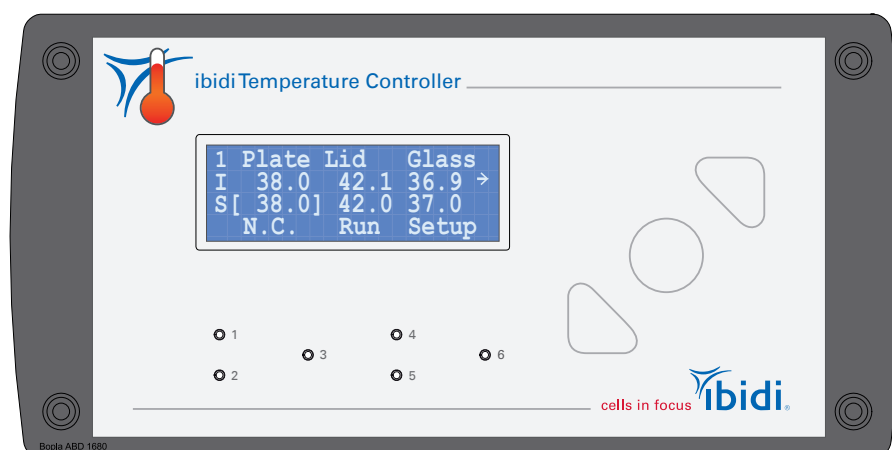 ibidi Temperature Controller
1 Plate Lid Glass
I 38.0 42.1 36.9 →
S[ 38.0] 42.0 37.0
N.C. Run Setup
1
4
3
6
2
5
cells in focus ibidi®
Boola ABD 1680